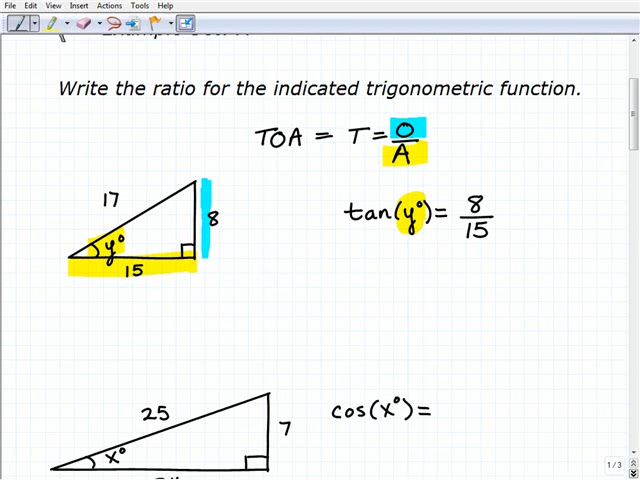 File Edit View Insert Actions Tools Help
Write the ratio for the indicated trigonometric function.
TOA = T = O/A
17
8
y°
15
tan(y°) = 8/15
25
7
x°
cos(x°) =
1 / 3